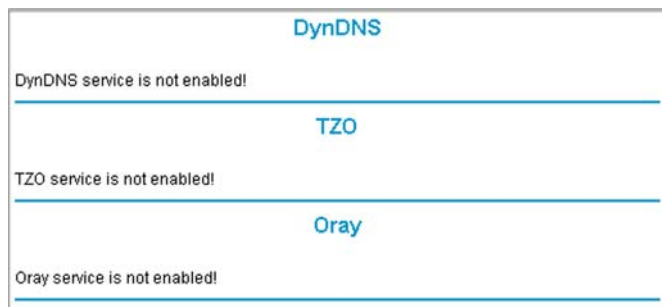 DynDNS
DynDNS service is not enabled!
TZO
TZO service is not enabled!
Oray
Oray service is not enabled!